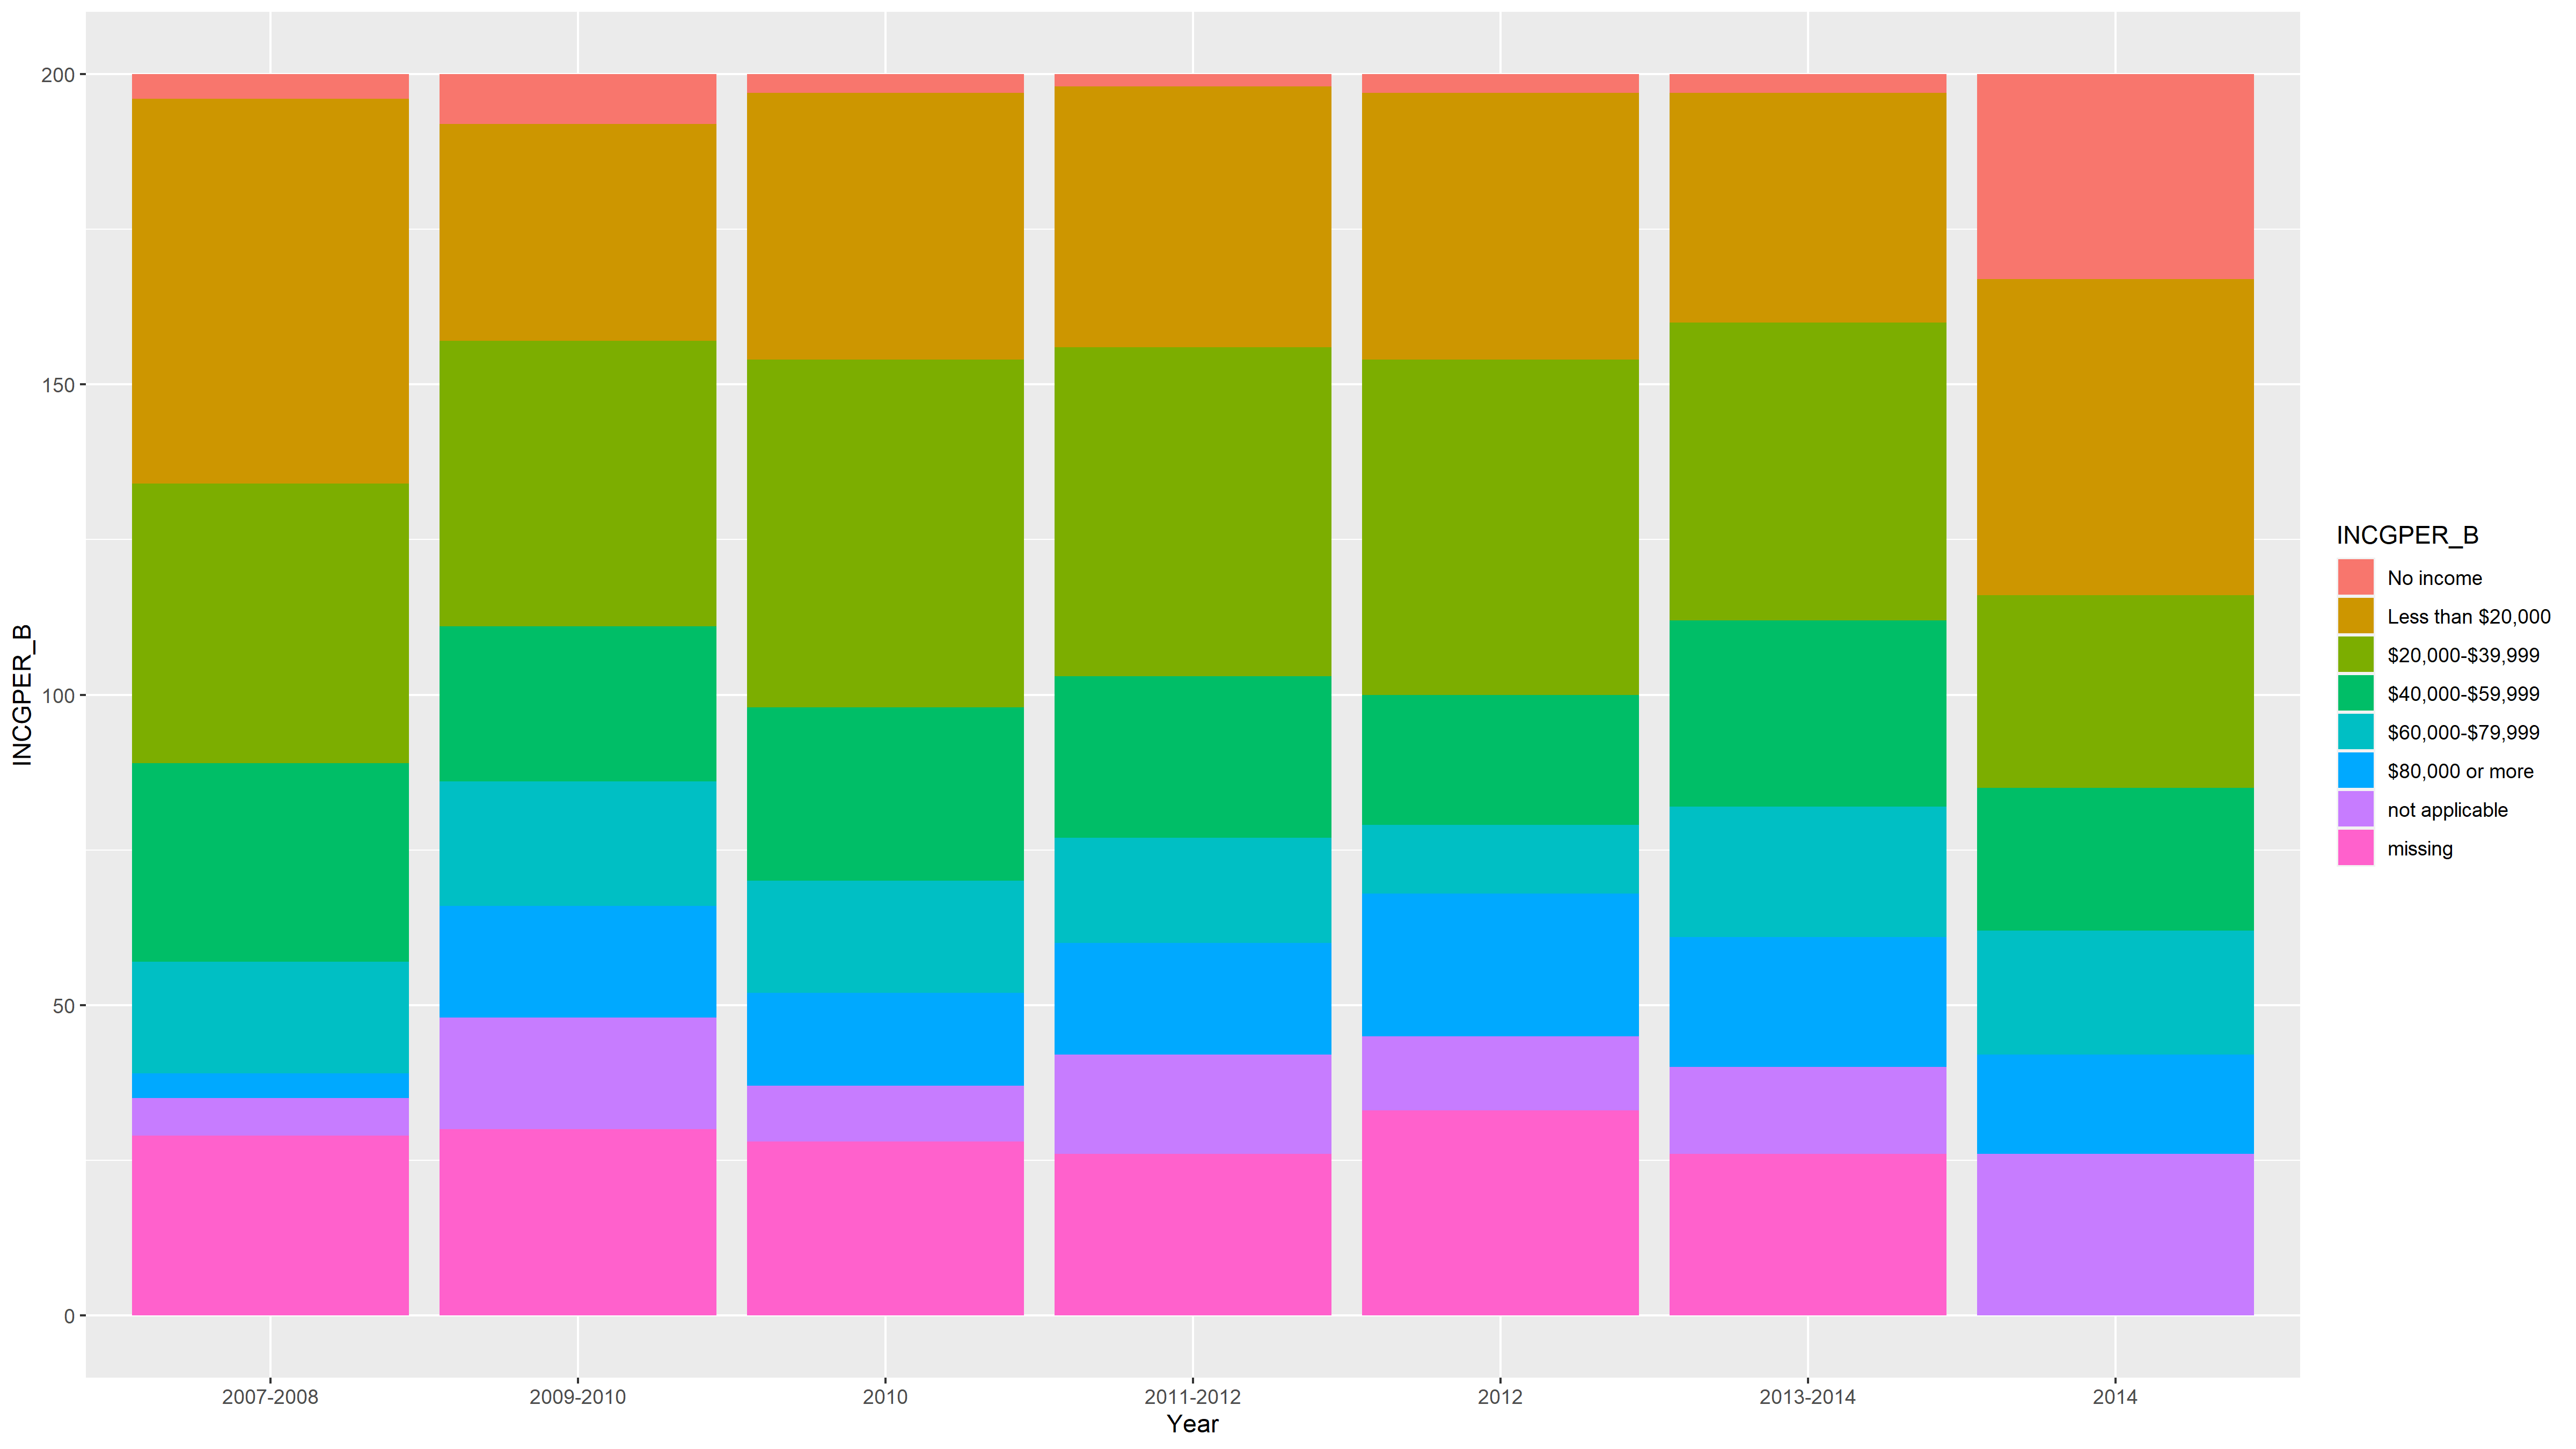 200
150
100
50
0
INCGPER_B
2007-2008 2009-2010 2010 2011-2012 2012 2013-2014 2014
Year
INCGPER_B
No income
Less than $20,000
$20,000-$39,999
$40,000-$59,999
$60,000-$79,999
$80,000 or more
not applicable
missing